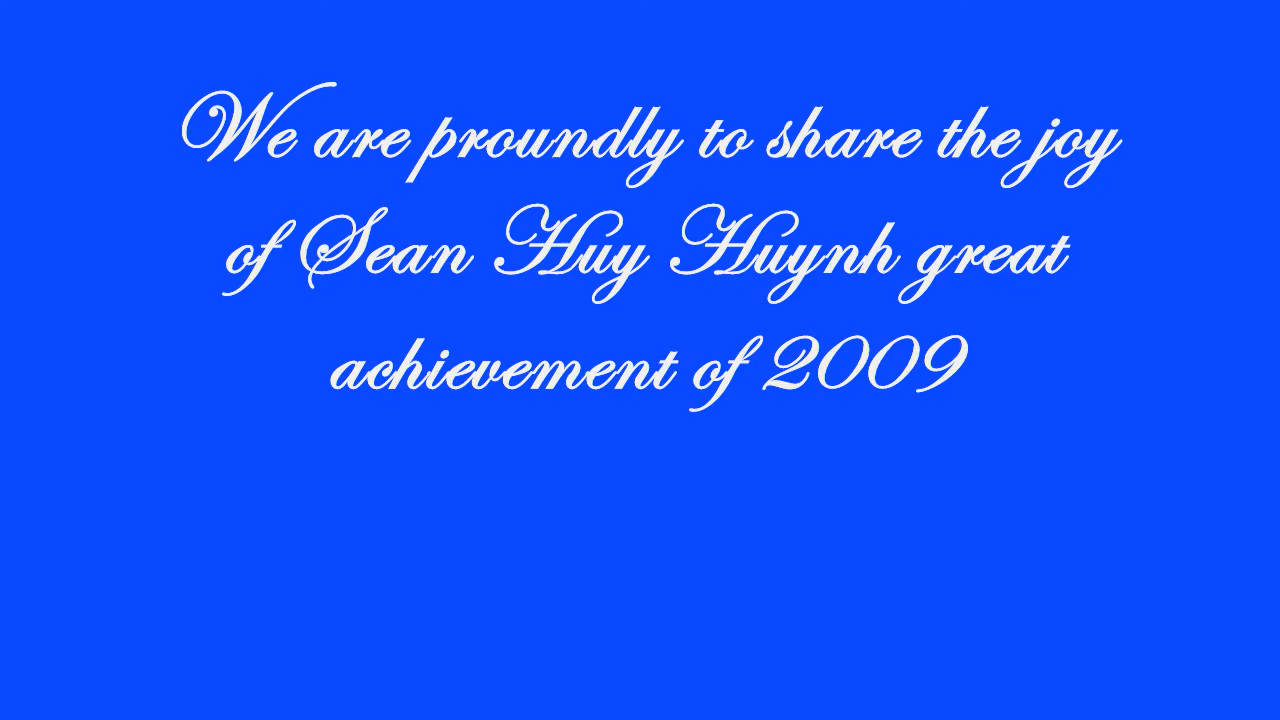 We are proundly to share the joy
of Sean Huy Huynh great
achievement of 2009